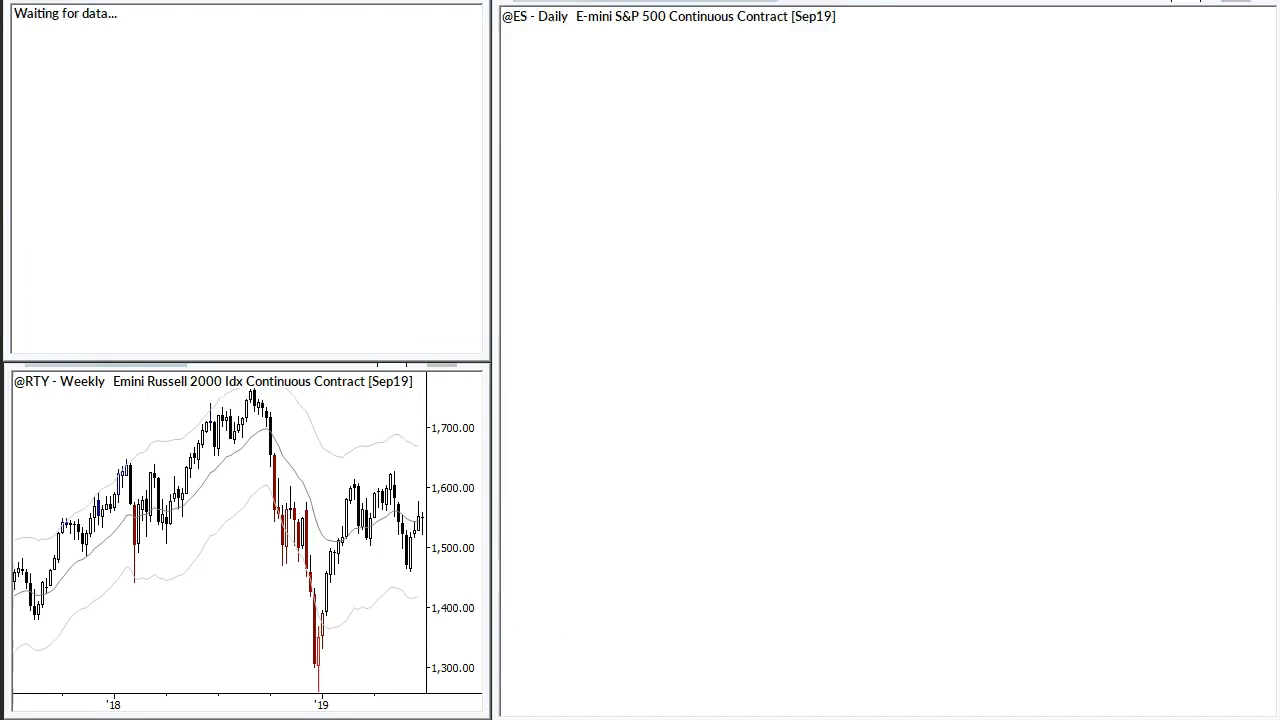 Waiting for data...
@ES - Daily E-mini S&P 500 Continuous Contract [Sep19]
@RTY - Weekly Emini Russell 2000 Idx Continuous Contract [Sep19]
1,700.00
1,600.00
1,500.00
1,400.00
1,300.00
'18 '19